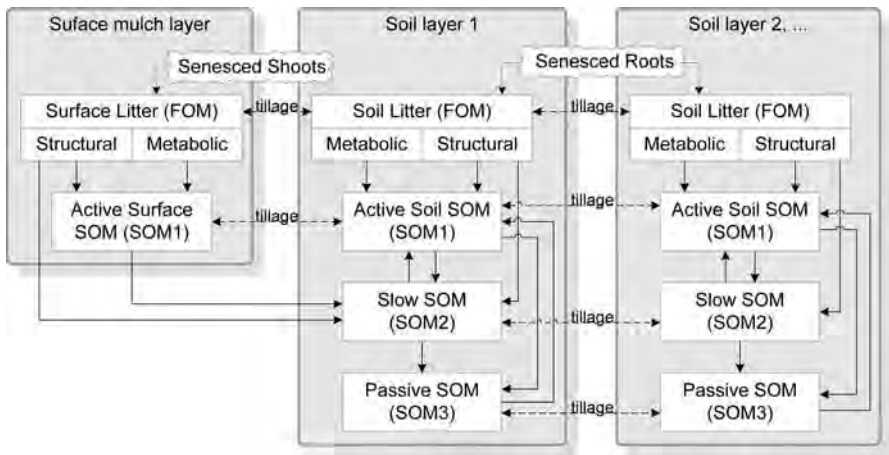 Suface mulch layer
Soil layer 1
Soil layer 2, ...
Senesced Shoots
Senesced Roots
Surface Litter (FOM)
tillage
Soil Litter (FOM)
tillage
Soil Litter (FOM)
Structural
Metabolic
Metabolic
Structural
Metabolic
Structural
Active Surface
SOM (SOM1)
tillage
Active Soil SOM
(SOM1)
tillage
Active Soil SOM
(SOM1)
Slow SOM
(SOM2)
tillage
Slow SOM
(SOM2)
Passive SOM
(SOM3)
tillage
Passive SOM
(SOM3)